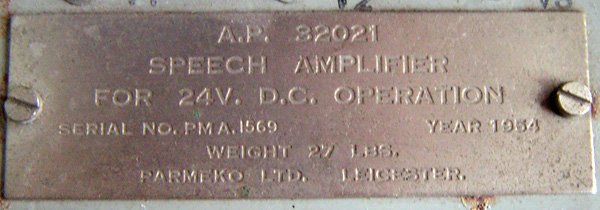 A.P. 32021
SPEECH AMPLIFIER
FOR 24V. D.C. OPERATION
SERIAL NO. PMA.1569 YEAR 1954
WEIGHT 27 LBS.
PARMEKO LTD. LEICESTER.